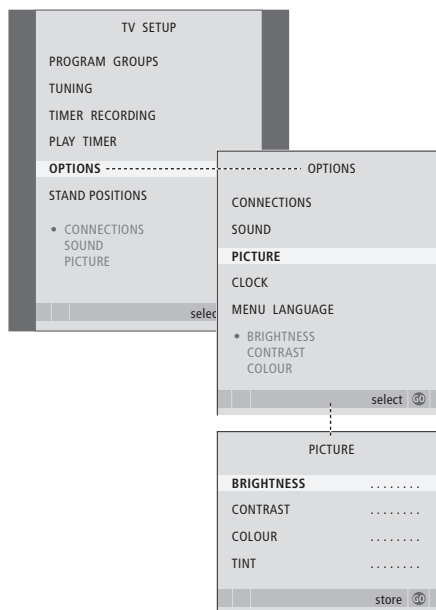 TV SETUP
PROGRAM GROUPS
TUNING
TIMER RECORDING
PLAY TIMER
OPTIONS
STAND POSITIONS
• CONNECTIONS
SOUND
PICTURE
selec
OPTIONS
CONNECTIONS
SOUND
PICTURE
CLOCK
MENU LANGUAGE
• BRIGHTNESS
CONTRAST
COLOUR
select GO
PICTURE
BRIGHTNESS ........
CONTRAST ........
COLOUR ........
TINT ........
store GO